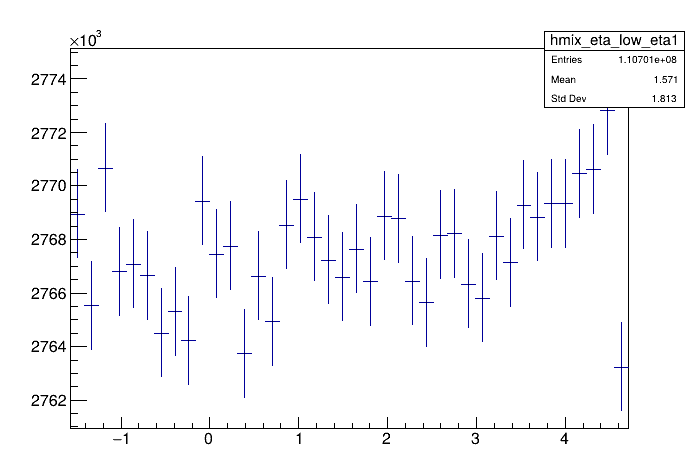 ×10³
hmix_eta_low_eta1
Entries 1.10701e+08
Mean 1.571
Std Dev 1.813
2774
2772
2770
2768
2766
2764
2762
−1 0 1 2 3 4